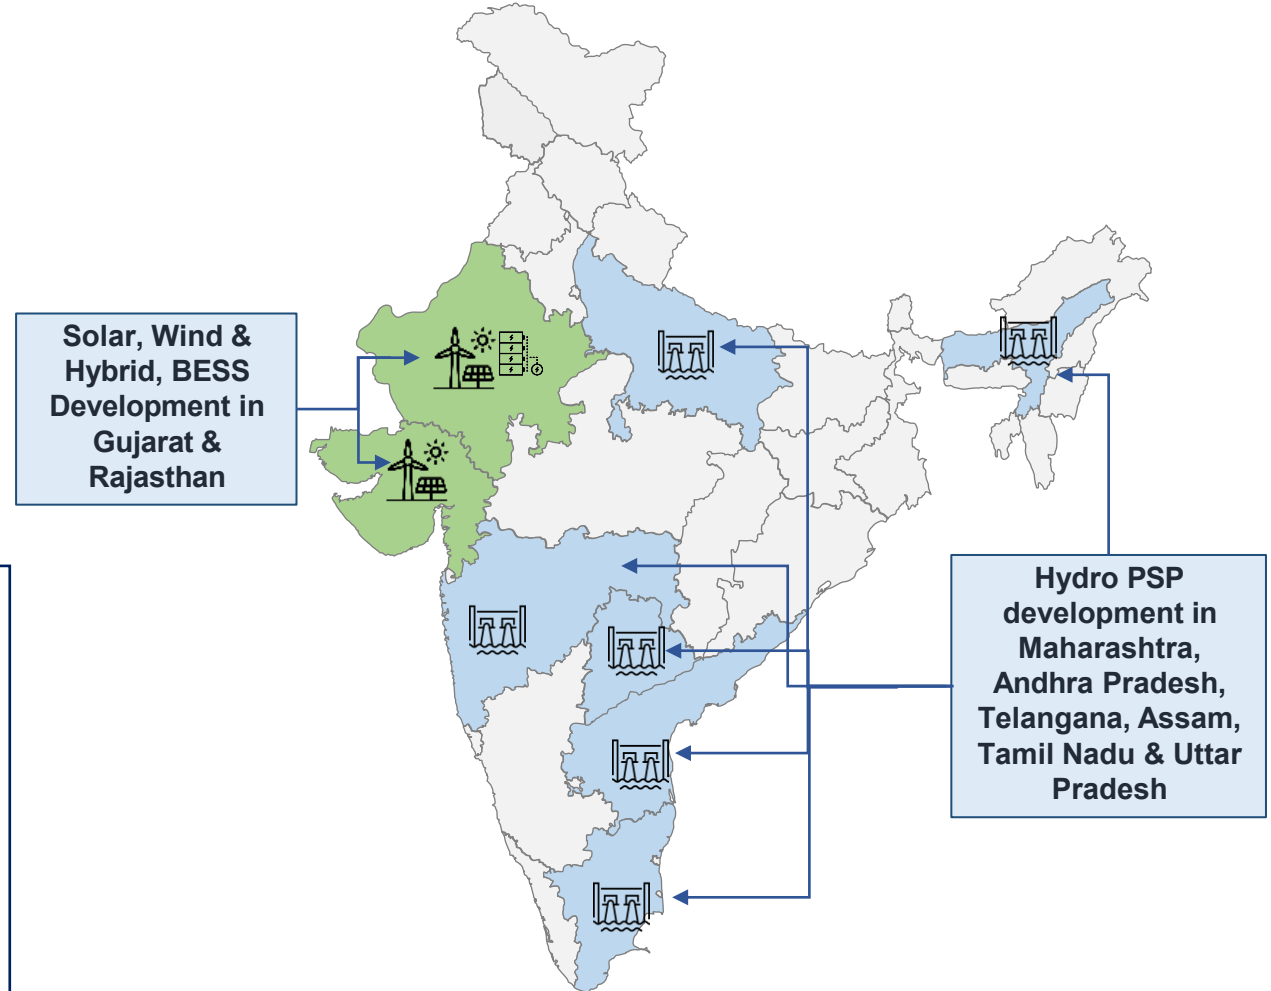 Solar, Wind &
Hybrid, BESS
Development in
Gujarat &
Rajasthan
Hydro PSP
development in
Maharashtra,
Andhra Pradesh,
Telangana, Assam,
Tamil Nadu & Uttar
Pradesh